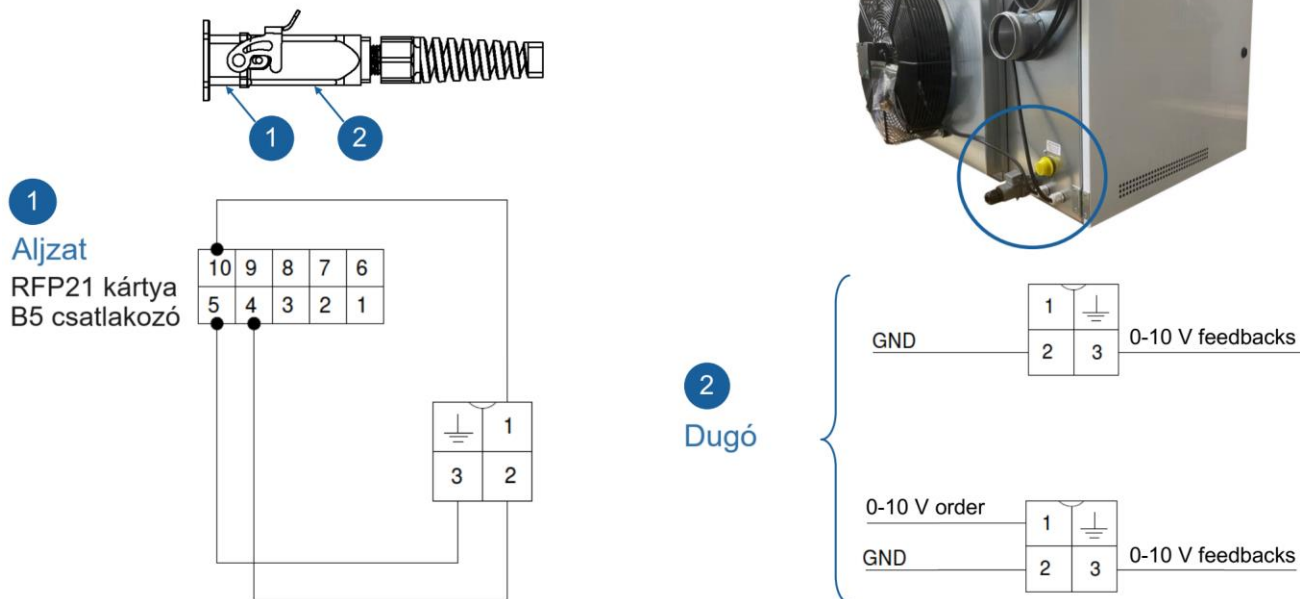 1
2
1
Aljzat
RFP21 kártya
B5 csatlakozó
10 9 8 7 6
5 4 3 2 1
1
3 2
2
Dugó
1
GND 2 3 0-10 V feedbacks
0-10 V order 1
GND 2 3 0-10 V feedbacks